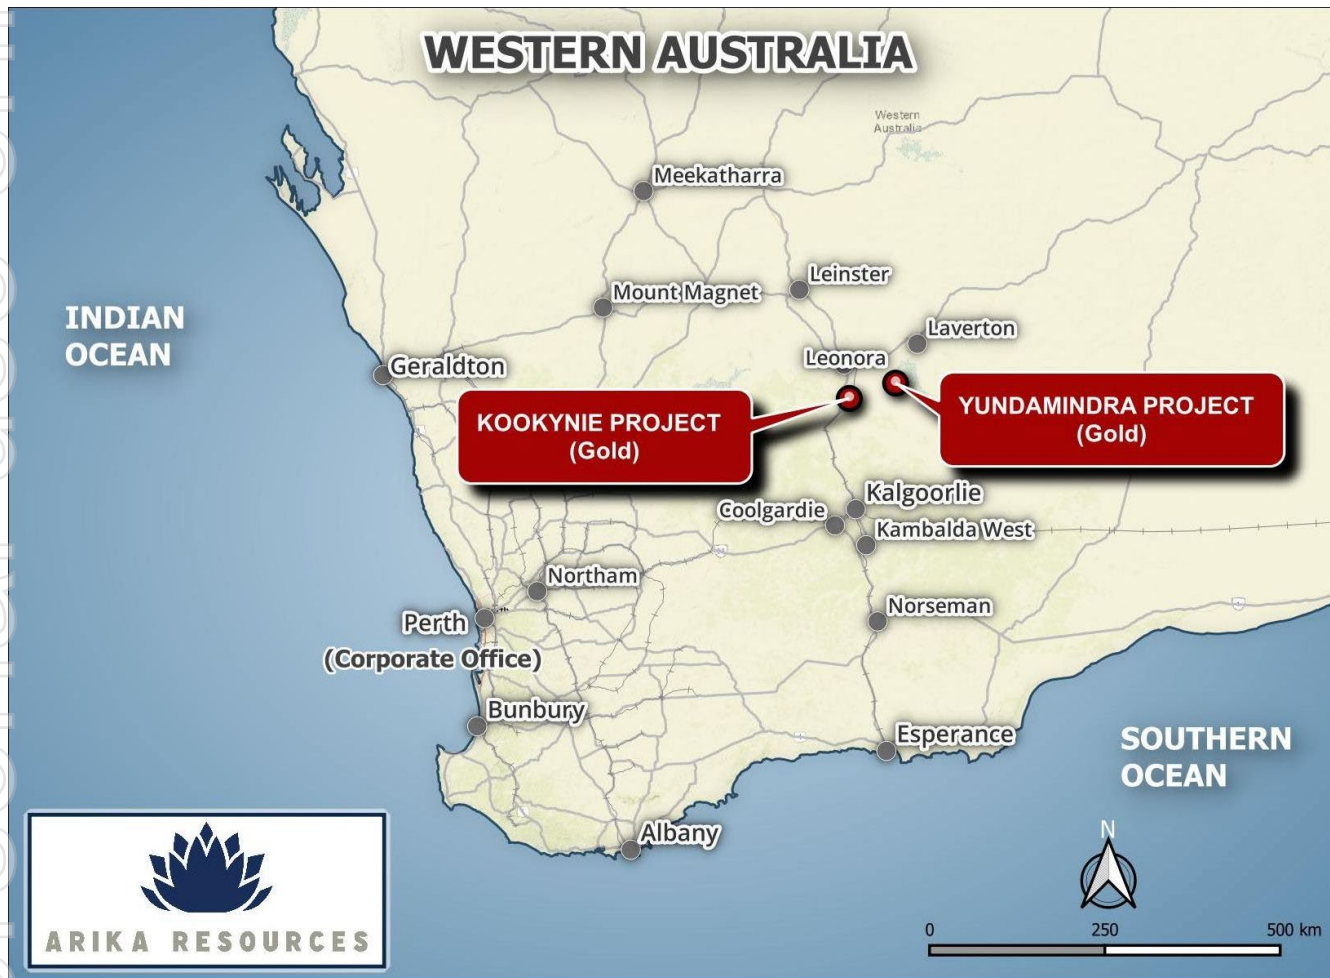 WESTERN AUSTRALIA
Western
Australia
Meekatharra
Leinster
Mount Magnet
INDIAN
OCEAN
Laverton
Leonora
Geraldton
KOOKYNIE PROJECT
(Gold)
YUNDAMINDRA PROJECT
(Gold)
Kalgoorlie
Coolgardie
Kambalda West
Northam
Norseman
Perth
(Corporate Office)
Bunbury
Esperance
SOUTHERN
OCEAN
Albany
N
0 250 500 km
ARIKA RESOURCES